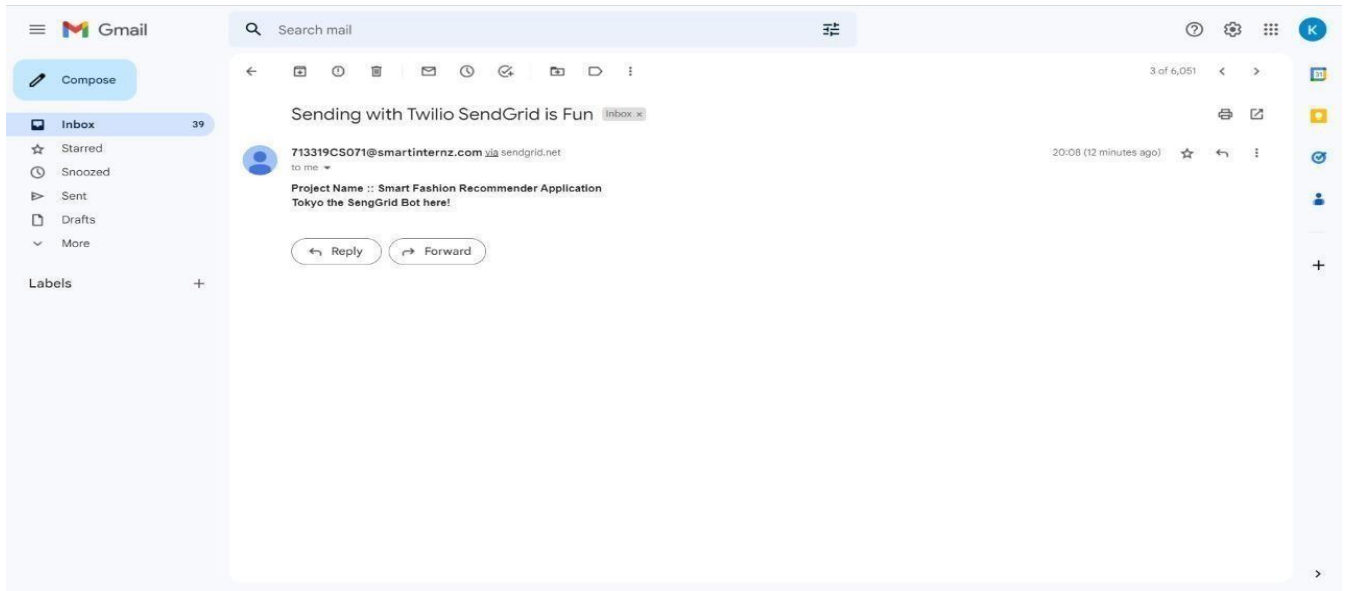 Gmail
Search mail
K
Compose
3 of 6,051
31
Inbox 39
Starred
Snoozed
Sent
Drafts
More
Labels
Sending with Twilio SendGrid is Fun Inbox ×
713319CS071@smartinternz.com via sendgrid.net 20:08 (12 minutes ago)
to me
Project Name :: Smart Fashion Recommender Application
Tokyo the SengGrid Bot here!
Reply Forward